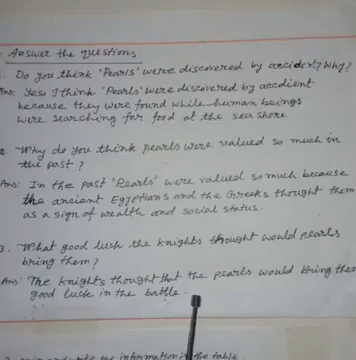 Answer the questions
1. Do you think 'Pearls' were discovered by accident? Why?
Ans: Yes I think 'Pearls' were discovered by accdient
because they were found while human beings
were searching for food at the sea shore
2. Why do you think pearls were valued so much in
the past?
Ans: In the past 'Pearls' were valued so much because
the ancient Egyptians and the Greeks thought them
as a sign of wealth and social status.
3. What good luck the knights thought would pearls
bring them?
Ans: The knights thought that the pearls would bring them
good luck in the battle.
the information in the table